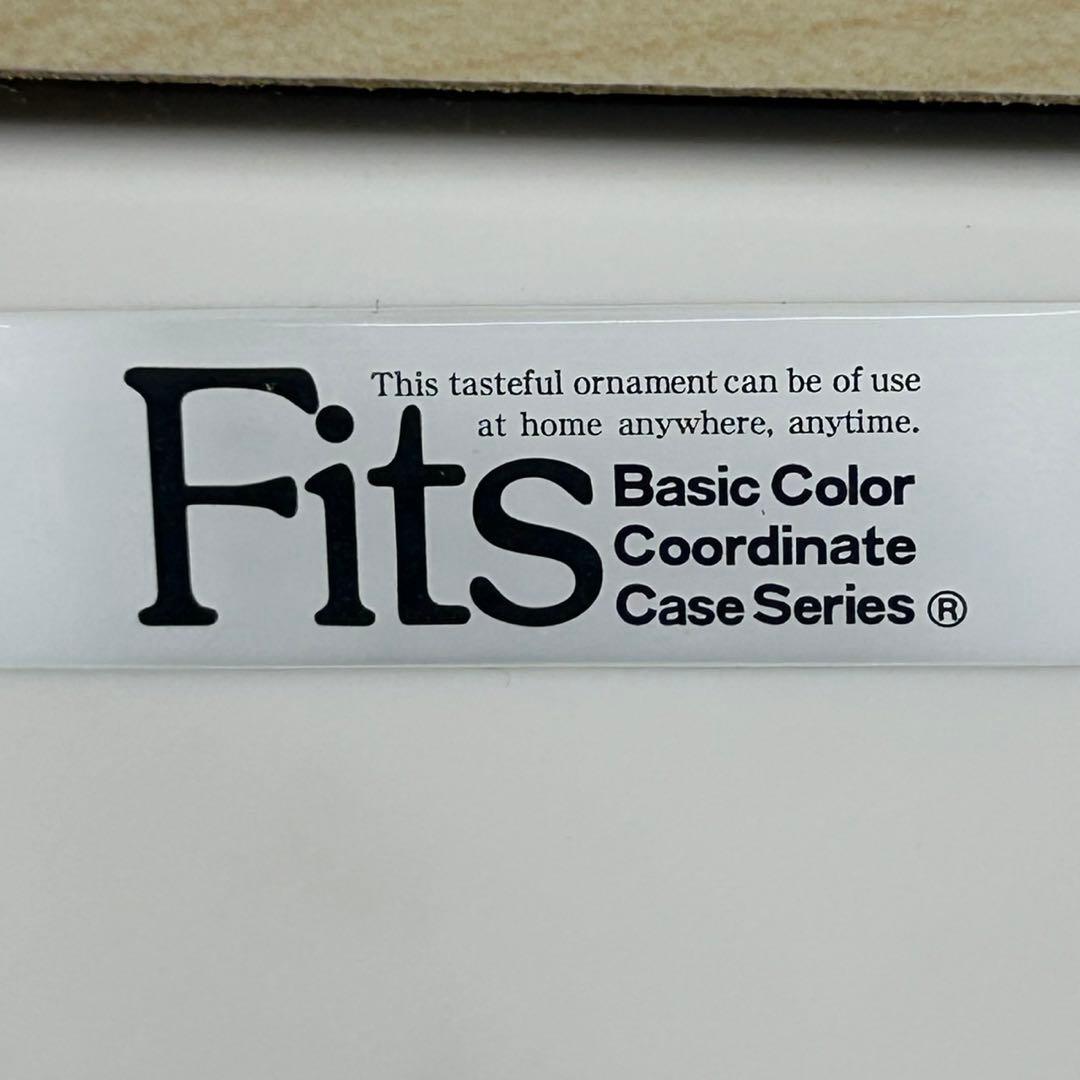 This tasteful ornament can be of use
at home anywhere, anytime.
Fits
Basic Color
Coordinate
Case Series ®